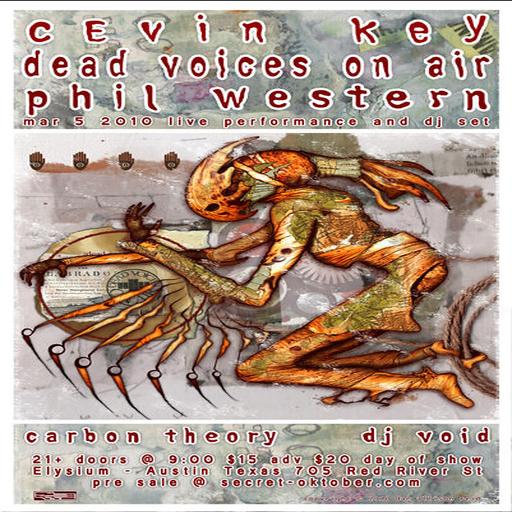 cEvin key
dead voices on air
phil western
mar 5 2010 live performance and dj set
BRADO
carbon theory dj void
21+ doors @ 9:00 $15 adv $20 day of show
Elysium - Austin Texas 705 Red River St
pre sale @ secret-oktober.com